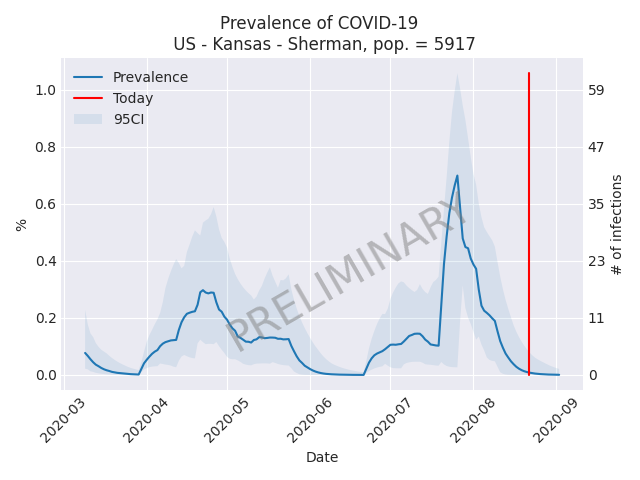 Prevalence of COVID-19
US - Kansas - Sherman, pop. = 5917
Prevalence
Today
95CI
1.0
0.8
0.6
0.4
0.2
0.0
%
59
47
35
23
11
0
# of infections
PRELIMINARY
2020-03
2020-04
2020-05
2020-06
2020-07
2020-08
2020-09
Date